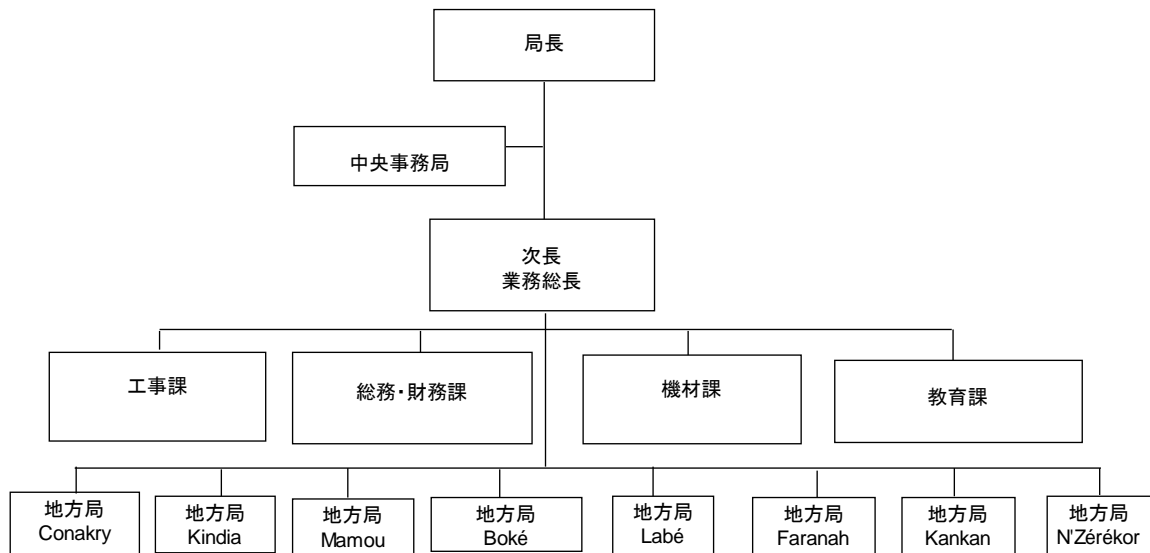 局長
中央事務局
次長
業務総長
工事課
総務・財務課
機材課
教育課
地方局
Conakry
地方局
Kindia
地方局
Mamou
地方局
Boké
地方局
Labé
地方局
Faranah
地方局
Kankan
地方局
N'Zérékor